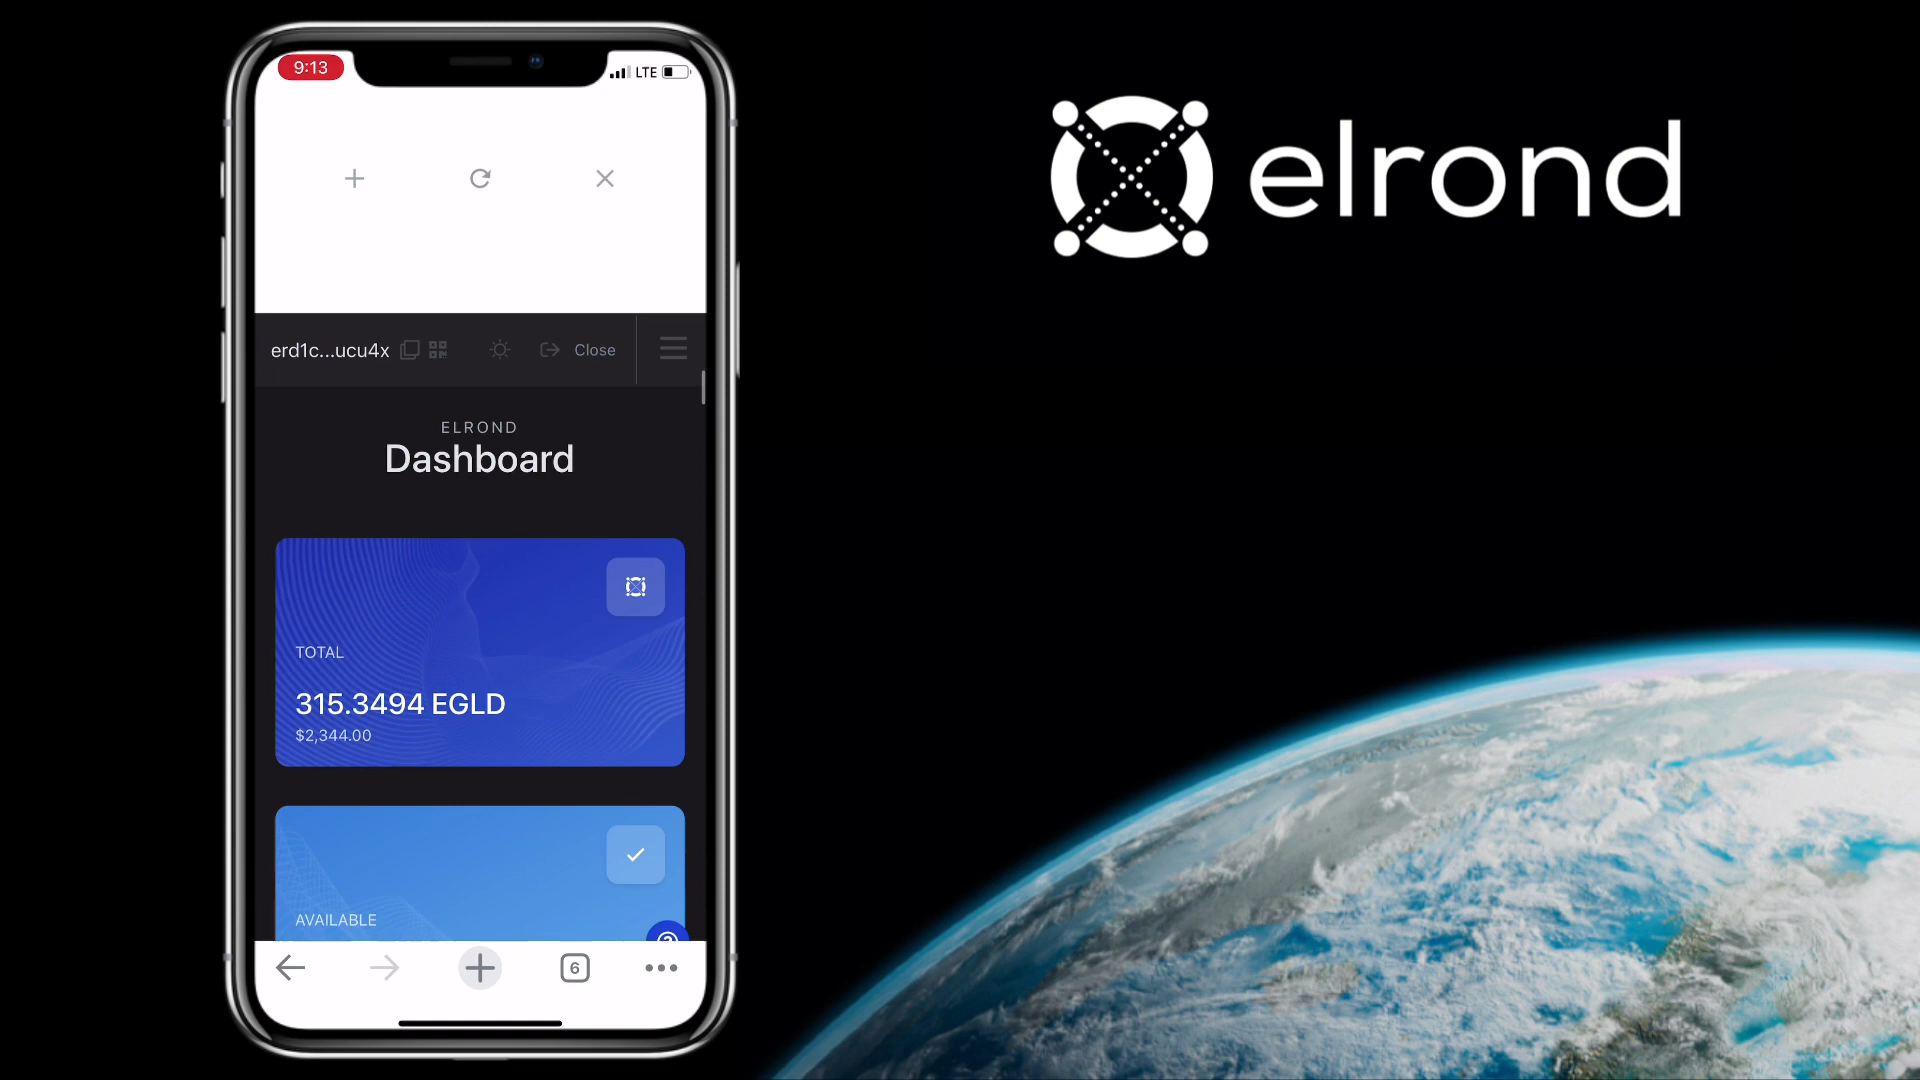 9:13
LTE
erd1c...ucu4x
Close
ELROND
Dashboard
TOTAL
315.3494 EGLD
$2,344.00
AVAILABLE
6
elrond